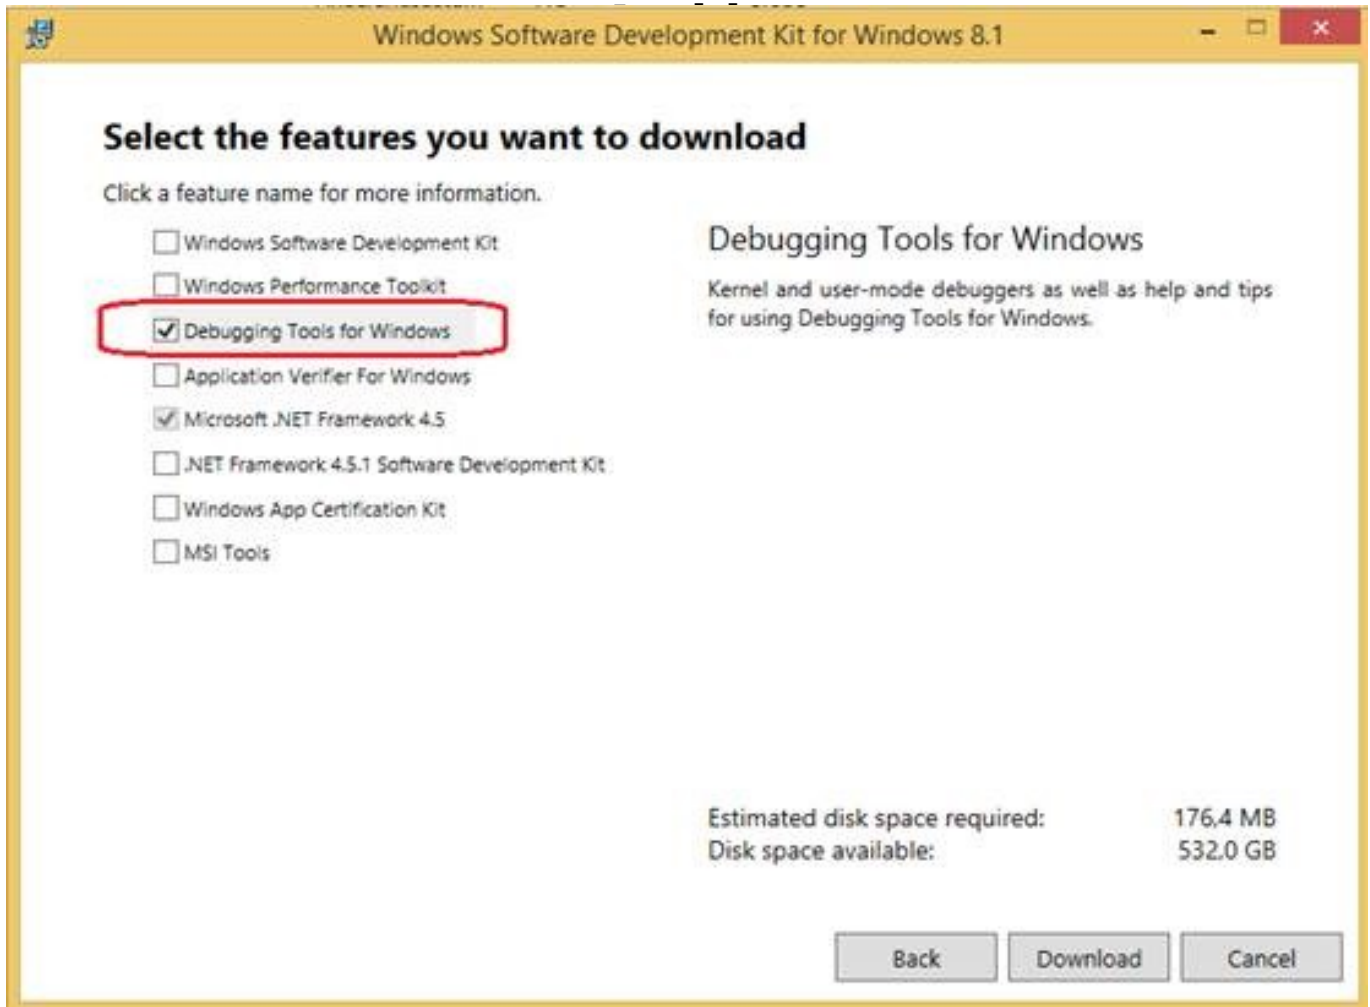 Windows Software Development Kit for Windows 8.1
Select the features you want to download
Click a feature name for more information.
Windows Software Development Kit
Windows Performance Toolkit
Debugging Tools for Windows
Application Verifier For Windows
Microsoft .NET Framework 4.5
.NET Framework 4.5.1 Software Development Kit
Windows App Certification Kit
MSI Tools
Debugging Tools for Windows
Kernel and user-mode debuggers as well as help and tips
for using Debugging Tools for Windows.
Estimated disk space required: 176,4 MB
Disk space available: 532,0 GB
Back Download Cancel